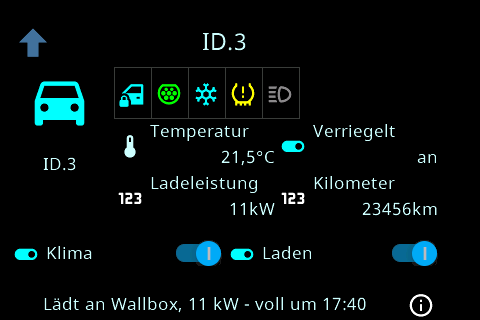 ID.3
Temperatur
21,5°C
Verriegelt
an
ID.3
123
Ladeleistung
11kW
123
Kilometer
23456km
Klima
Laden
Lädt an Wallbox, 11 kW - voll um 17:40